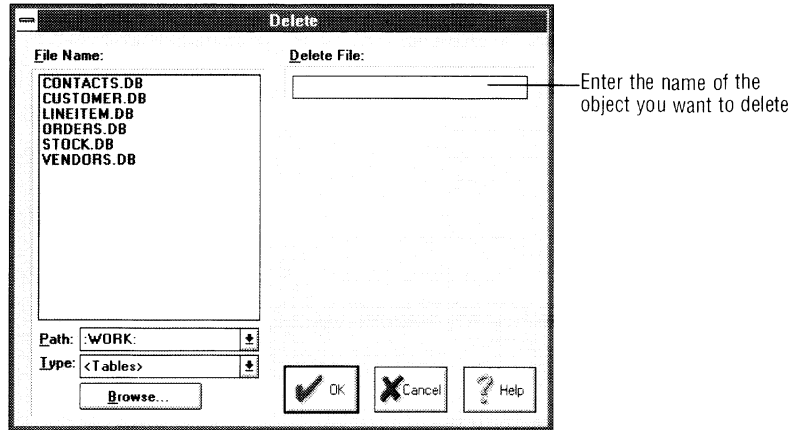 Delete
File Name:
CONTACTS.DB
CUSTOMER.DB
LINEITEM.DB
ORDERS.DB
STOCK.DB
VENDORS.DB
Path: :WORK:
Type: <Tables>
Browse...
Delete File:
OK
Cancel
Help
Enter the name of the
object you want to delete